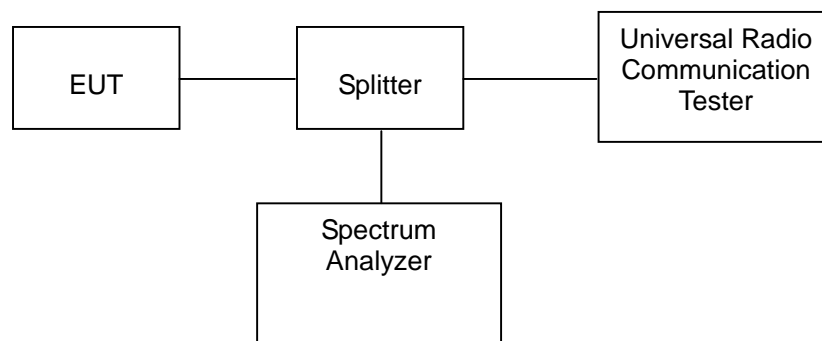 EUT
Splitter
Universal Radio
Communication
Tester
Spectrum
Analyzer